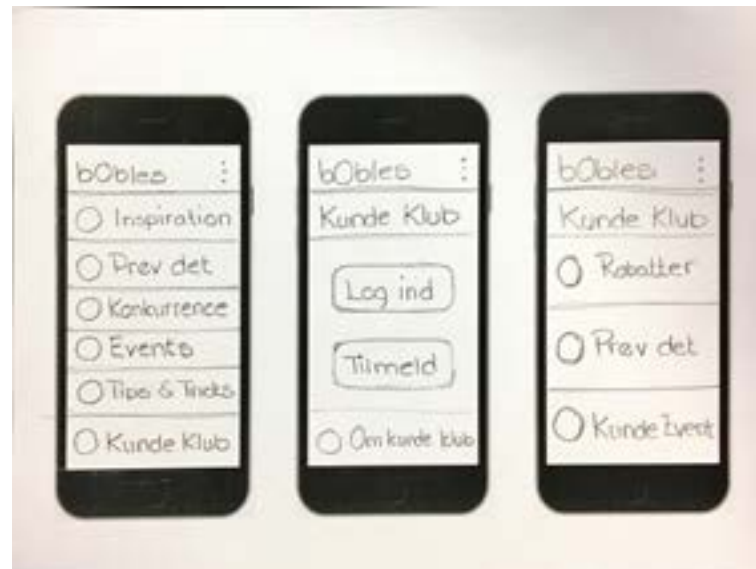 bObles
Inspiration
Prøv det
Konkurrence
Events
Tips & Tricks
Kunde Klub
bObles
Kunde Klub
Log ind
Tilmeld
Om kunde klub
bObles
Kunde Klub
Rabatter
Prøv det
Kunde Event